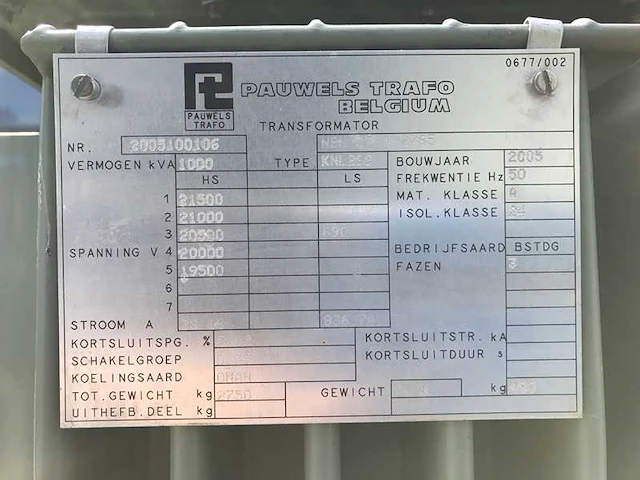 0677/002
PAUWELS TRAFO
BELGIUM
PAUWELS
TRAFO
TRANSFORMATOR
NR. 2005100106
VERMOGEN kVA 1000 TYPE BOUWJAAR 2005
HS LS FREKWENTIE Hz 50
1 21500 MAT. KLASSE A
2 21000 ISOL. KLASSE 24
3 20500 690
SPANNING V 4 20000 BEDRIJFSAARD BSTDG
5 19500 FAZEN 3
6
7
STROOM A
KORTSLUITSPG. % KORTSLUITSTR. kA
SCHAKELGROEP KORTSLUITDUUR s
KOELINGSAARD ONAN
TOT. GEWICHT kg 2750 GEWICHT kg
UITHEFB. DEEL kg